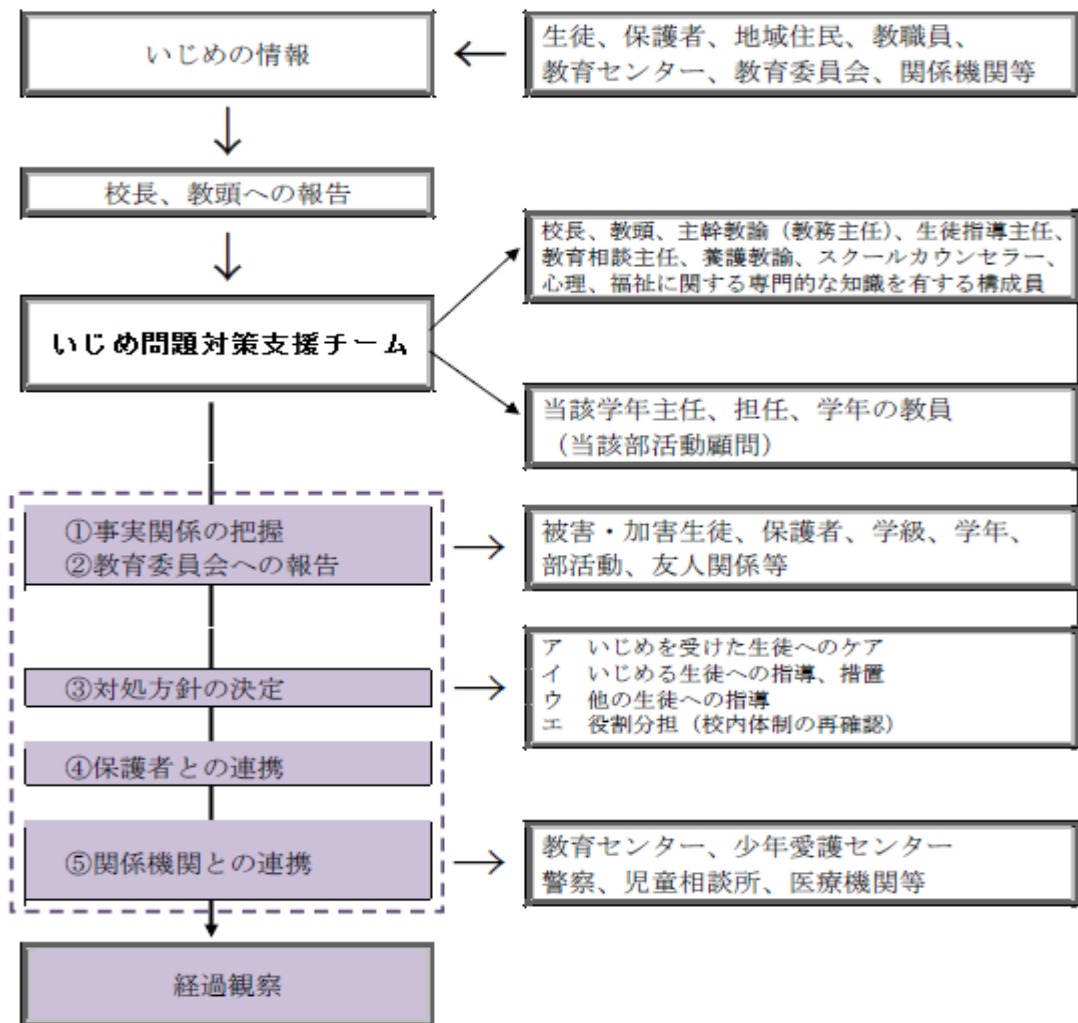 いじめの情報
←
生徒、保護者、地域住民、教職員、
教育センター、教育委員会、関係機関等
↓
校長、教頭への報告
↓
校長、教頭、主幹教諭（教務主任）、生徒指導主任、
教育相談主任、養護教諭、スクールカウンセラー、
心理、福祉に関する専門的な知識を有する構成員
いじめ問題対策支援チーム
当該学年主任、担任、学年の教員
（当該部活動顧問）
①事実関係の把握
②教育委員会への報告
→
被害・加害生徒、保護者、学級、学年、
部活動、友人関係等
③対処方針の決定
→
ア　いじめを受けた生徒へのケア
イ　いじめる生徒への指導、措置
ウ　他の生徒への指導
エ　役割分担（校内体制の再確認）
④保護者との連携
⑤関係機関との連携
→
教育センター、少年愛護センター
警察、児童相談所、医療機関等
経過観察